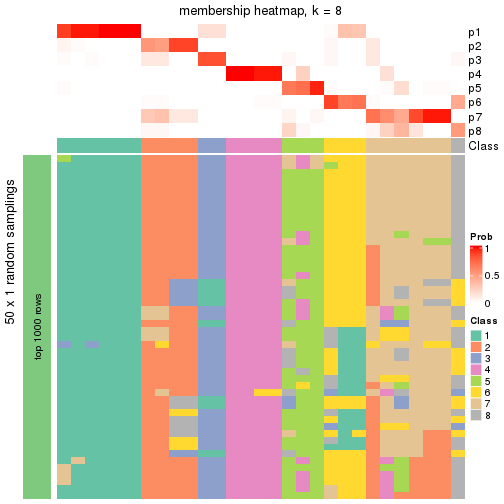 membership heatmap, k = 8
p1
p2
p3
p4
p5
p6
p7
p8
Class
50 x 1 random samplings
top 1000 rows
Prob
1
0.5
0
Class
1
2
3
4
5
6
7
8